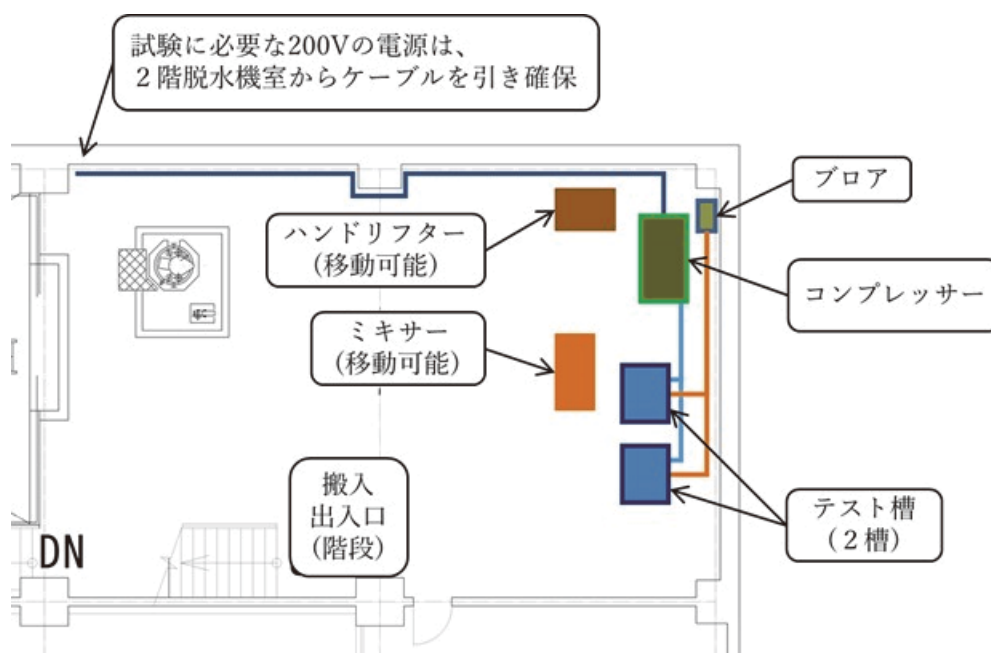 試験に必要な200Vの電源は、
２階脱水機室からケーブルを引き確保
ブロア
ハンドリフター
(移動可能)
コンプレッサー
ミキサー
(移動可能)
搬入
出入口
(階段)
テスト槽
(２槽)
DN